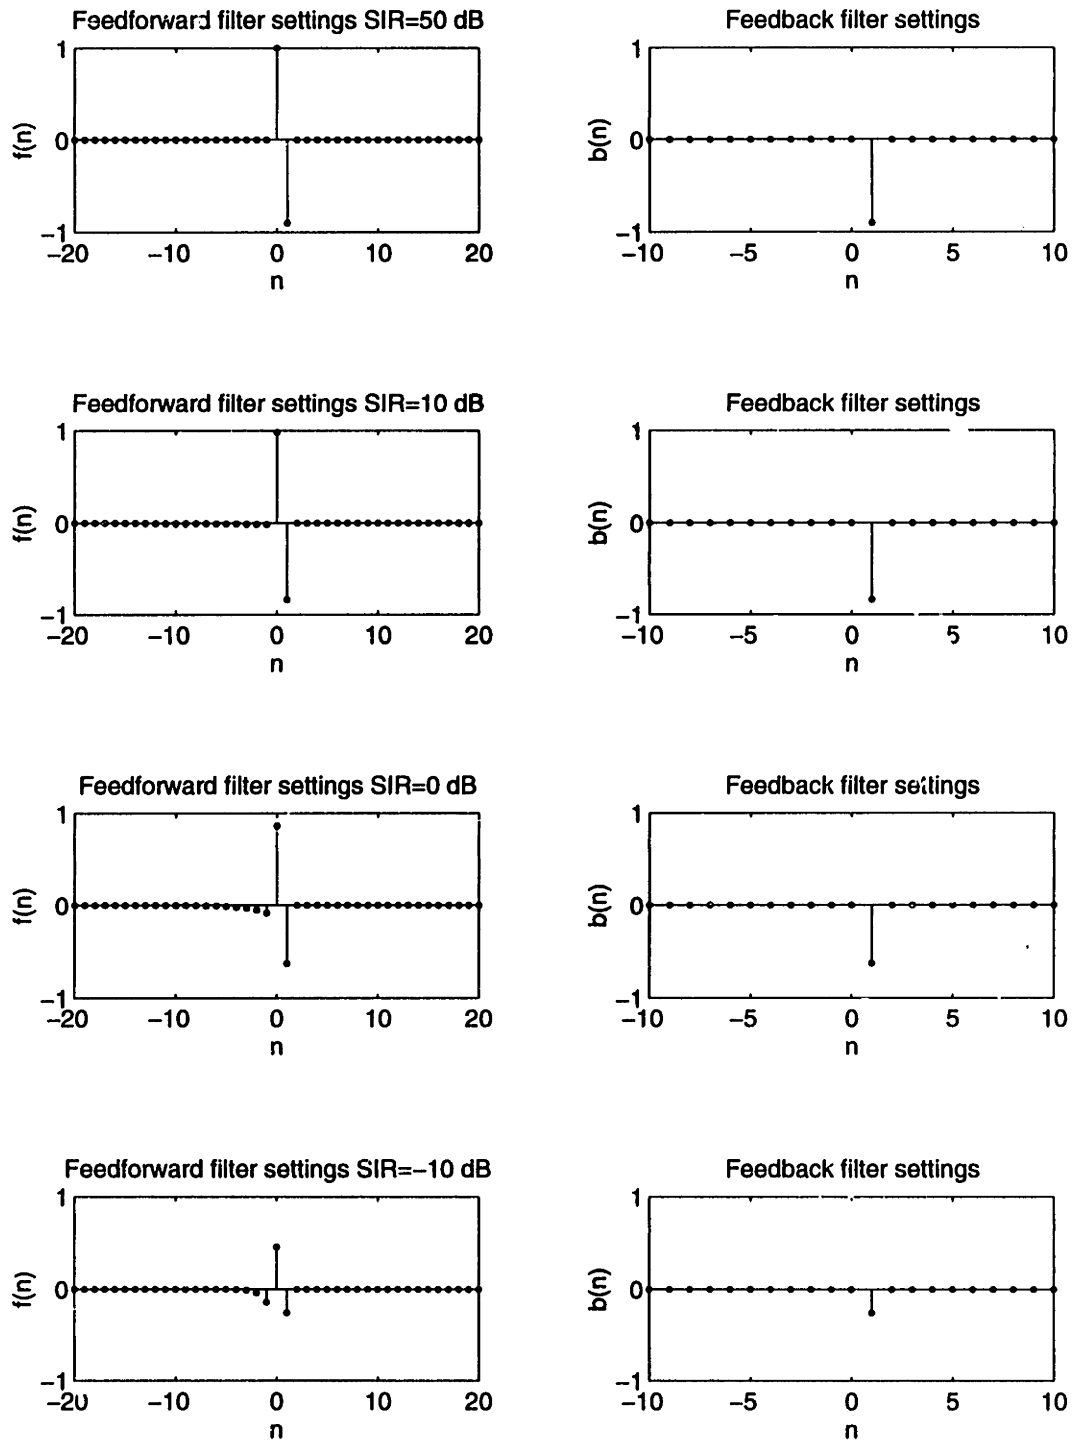 Feedforward filter settings SIR=50 dB
Feedback filter settings
1
0
−1
f(n)
−20 −10 0 10 20
n
1
0
−1
b(n)
−10 −5 0 5 10
n
Feedforward filter settings SIR=10 dB
Feedback filter settings
1
0
−1
f(n)
−20 −10 0 10 20
n
1
0
−1
b(n)
−10 −5 0 5 10
n
Feedforward filter settings SIR=0 dB
Feedback filter settings
1
0
−1
f(n)
−20 −10 0 10 20
n
1
0
−1
b(n)
−10 −5 0 5 10
n
Feedforward filter settings SIR=−10 dB
Feedback filter settings
1
0
−1
f(n)
−20 −10 0 10 20
n
1
0
−1
b(n)
−10 −5 0 5 10
n